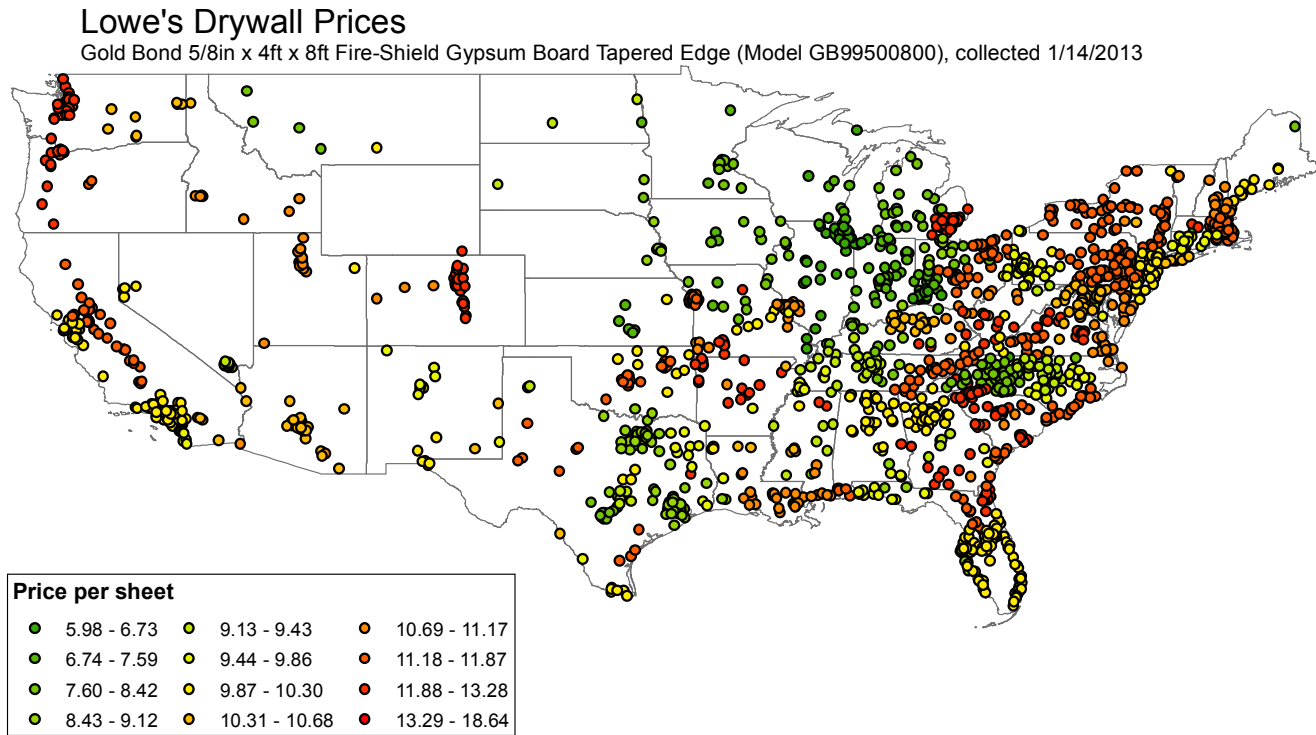 Lowe's Drywall Prices
Gold Bond 5/8in x 4ft x 8ft Fire-Shield Gypsum Board Tapered Edge (Model GB99500800), collected 1/14/2013
Price per sheet
5.98 - 6.73
6.74 - 7.59
7.60 - 8.42
8.43 - 9.12
9.13 - 9.43
9.44 - 9.86
9.87 - 10.30
10.31 - 10.68
10.69 - 11.17
11.18 - 11.87
11.88 - 13.28
13.29 - 18.64